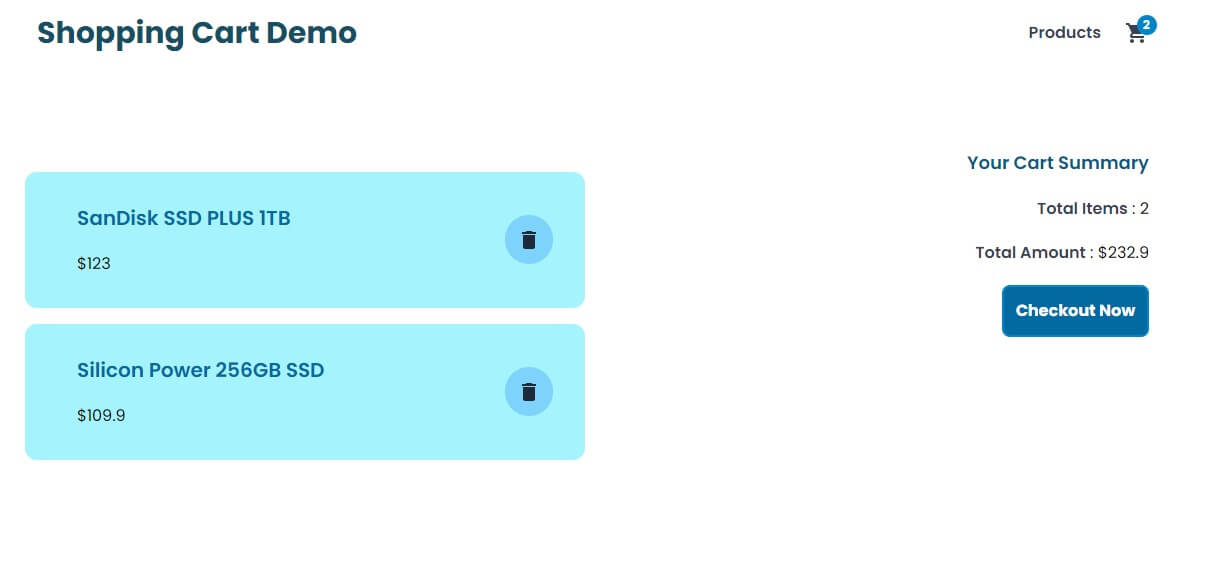 Shopping Cart Demo
Products
2
SanDisk SSD PLUS 1TB
$123
Silicon Power 256GB SSD
$109.9
Your Cart Summary
Total Items : 2
Total Amount : $232.9
Checkout Now